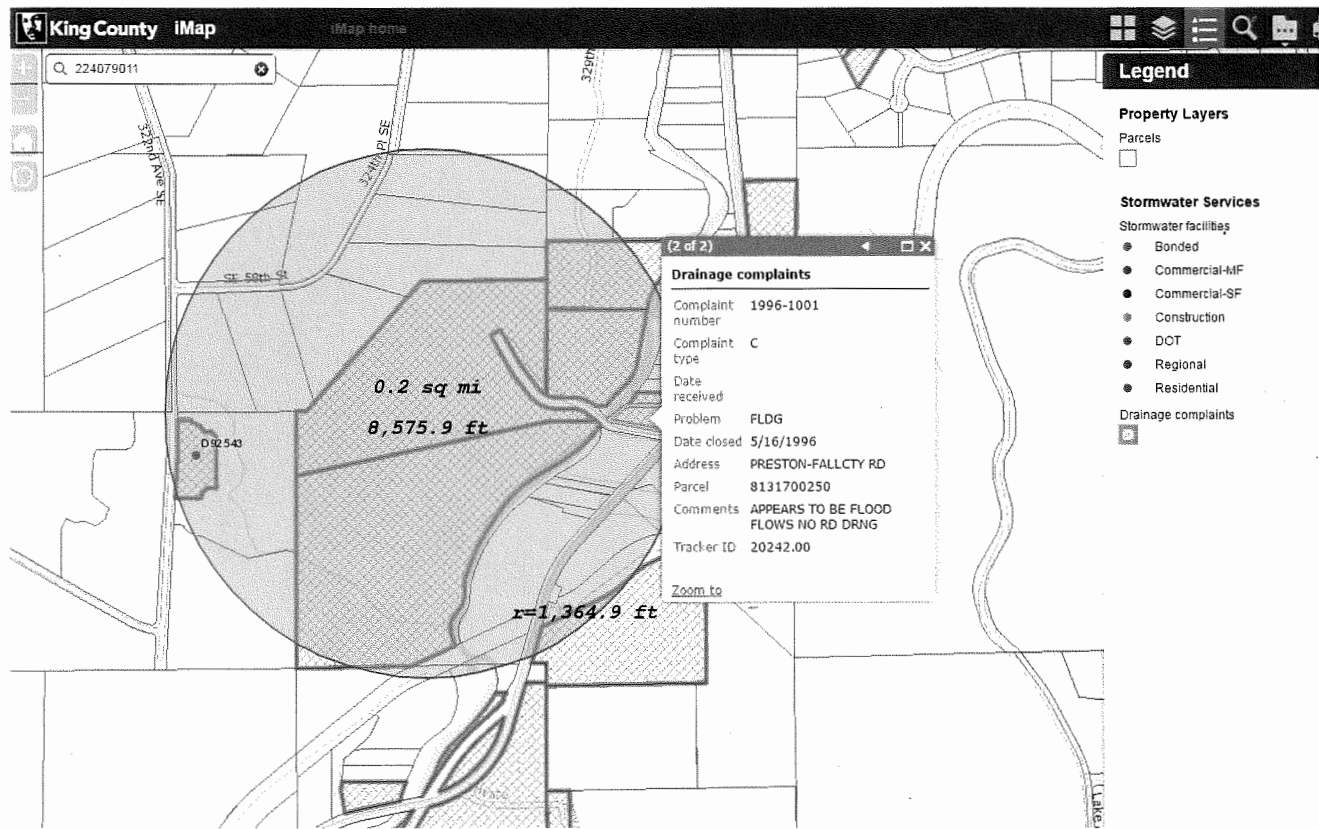 King County iMap iMap home
224079011
322nd Ave SE
324th Pl SE
329th
SE 58th St
0.2 sq mi
8,575.9 ft
D92543
r=1,364.9 ft
(2 of 2)
Drainage complaints
Complaint number 1996-1001
Complaint type C
Date received
Problem FLDG
Date closed 5/16/1996
Address PRESTON-FALLCTY RD
Parcel 8131700250
Comments APPEARS TO BE FLOOD
FLOWS NO RD DRNG
Tracker ID 20242.00
Zoom to
Lake
Legend
Property Layers
Parcels
Stormwater Services
Stormwater facilities
Bonded
Commercial-MF
Commercial-SF
Construction
DOT
Regional
Residential
Drainage complaints